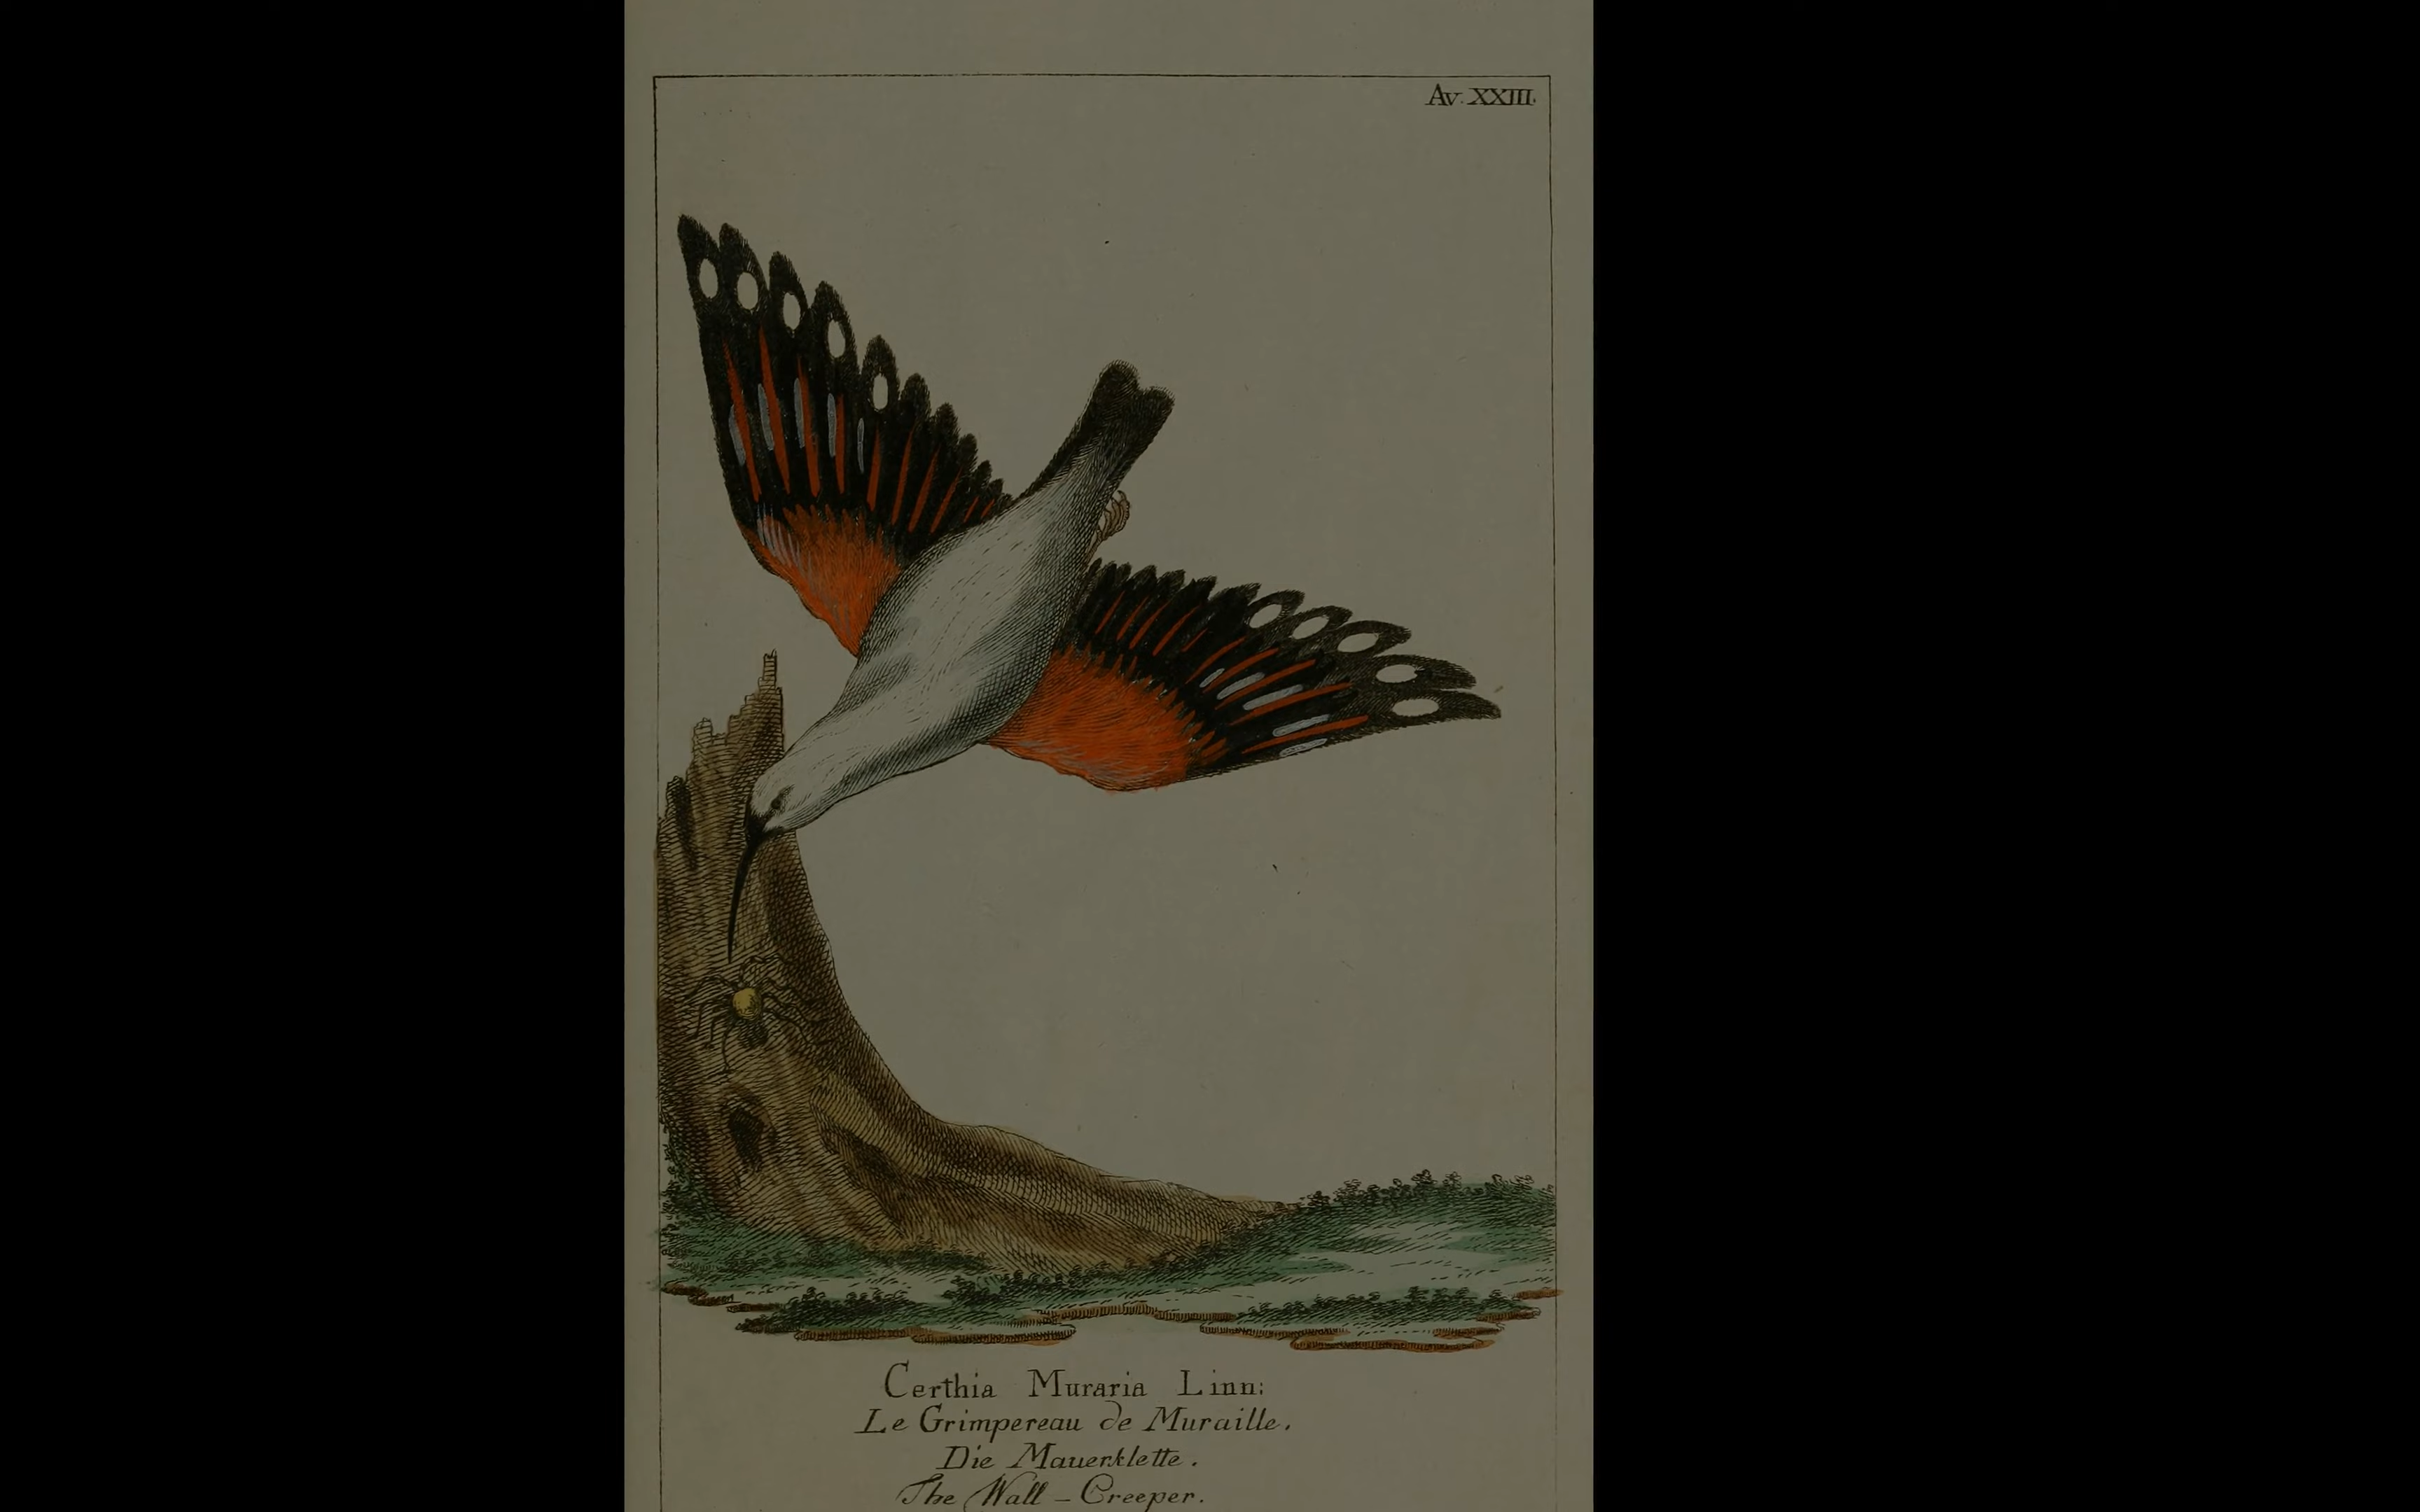 Av. XXIII.
Certhia Muraria Linn:
Le Grimpereau de Muraille.
Die Mauerklette.
The Wall - Creeper.